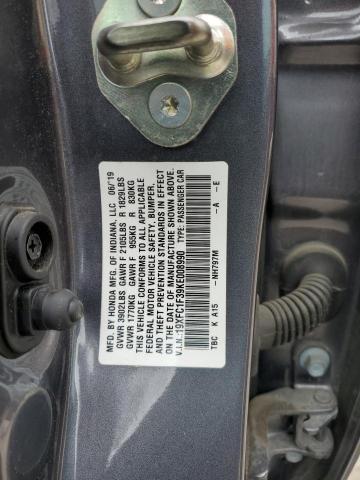 MFD. BY HONDA MFG. OF INDIANA, LLC 06/19
GVWR 3902LBS GAWR F 2105LBS R 1829LBS
GVWR 1770KG GAWR F 955KG R 830KG
THIS VEHICLE CONFORMS TO ALL APPLICABLE
FEDERAL MOTOR VEHICLE SAFETY, BUMPER,
AND THEFT PREVENTION STANDARDS IN EFFECT
ON THE DATE OF MANUFACTURE SHOWN ABOVE.
V.I.N.:19XFC1F39KE008990 TYPE: PASSENGER CAR
TBC K A15 —NH797M —A —E